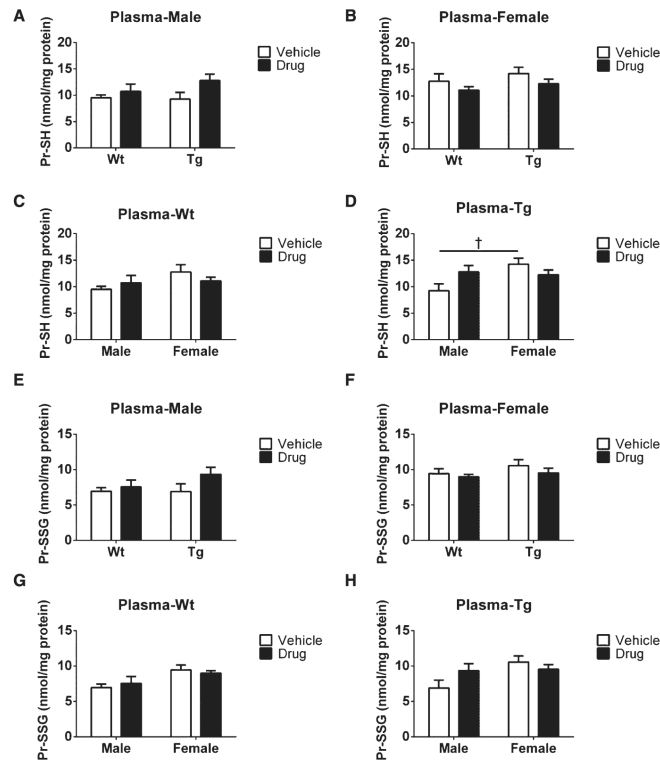 A
Plasma-Male
Pr-SH (nmol/mg protein)
20
15
10
5
0
Wt
Tg
Vehicle
Drug
B
Plasma-Female
Pr-SH (nmol/mg protein)
20
15
10
5
0
Wt
Tg
Vehicle
Drug
C
Plasma-Wt
Pr-SH (nmol/mg protein)
20
15
10
5
0
Male
Female
Vehicle
Drug
D
Plasma-Tg
Pr-SH (nmol/mg protein)
20
15
10
5
0
†
Male
Female
Vehicle
Drug
E
Plasma-Male
Pr-SSG (nmol/mg protein)
15
10
5
0
Wt
Tg
Vehicle
Drug
F
Plasma-Female
Pr-SSG (nmol/mg protein)
15
10
5
0
Wt
Tg
Vehicle
Drug
G
Plasma-Wt
Pr-SSG (nmol/mg protein)
15
10
5
0
Male
Female
Vehicle
Drug
H
Plasma-Tg
Pr-SSG (nmol/mg protein)
15
10
5
0
Male
Female
Vehicle
Drug